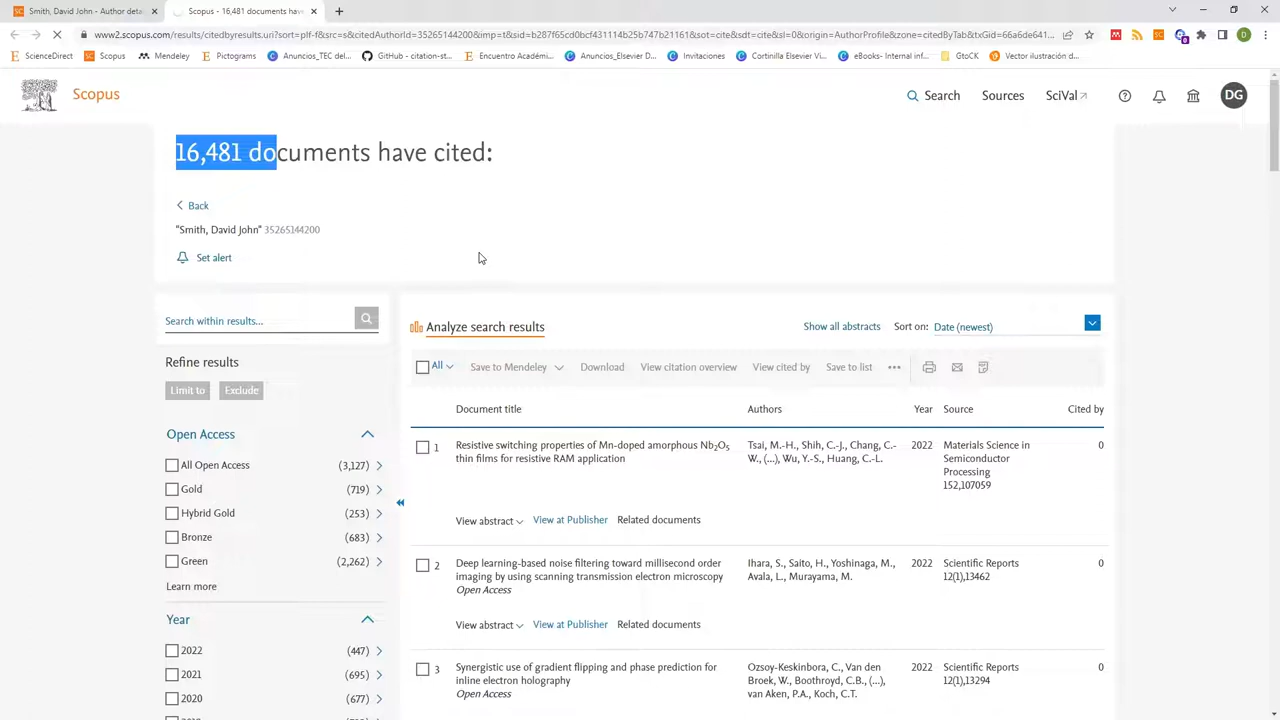 Smith, David John - Author detai
Scopus - 16,481 documents have
www2.scopus.com/results/citedbyresults.uri?sort=plf-f&src=s&citedAuthorId=35265144200&imp=t&sid=b287f65cd0bcf431114b25b747b21161&sot=cite&sdt=cite&sl=0&origin=AuthorProfile&zone=citedByTab&txGid=66a6de641...
ScienceDirect
Scopus
Mendeley
Pictograms
Anuncios_TEC del...
GitHub - citation-st...
Encuentro Académi...
Anuncios_Elsevier D...
Invitaciones
Cortinilla Elsevier Vi...
eBooks- Internal inf...
GtoCK
Vector ilustración d...
Scopus
Search
Sources
SciVal
DG
16,481 documents have cited:
Back
"Smith, David John" 35265144200
Set alert
Search within results...
Refine results
Limit to
Exclude
Open Access
All Open Access (3,127)
Gold (719)
Hybrid Gold (253)
Bronze (683)
Green (2,262)
Learn more
Year
2022 (447)
2021 (695)
2020 (677)
Analyze search results
Show all abstracts
Sort on: Date (newest)
All
Save to Mendeley
Download
View citation overview
View cited by
Save to list
Document title
Authors
Year
Source
Cited by
1
Resistive switching properties of Mn-doped amorphous Nb₂O₅
thin films for resistive RAM application
Tsai, M.-H., Shih, C.-J., Chang, C.-
W., (...), Wu, Y.-S., Huang, C.-L.
2022
Materials Science in
Semiconductor
Processing
152,107059
0
View abstract
View at Publisher
Related documents
2
Deep learning-based noise filtering toward millisecond order
imaging by using scanning transmission electron microscopy
Open Access
Ihara, S., Saito, H., Yoshinaga, M.,
Avala, L., Murayama, M.
2022
Scientific Reports
12(1),13462
0
View abstract
View at Publisher
Related documents
3
Synergistic use of gradient flipping and phase prediction for
inline electron holography
Open Access
Ozsoy-Keskinbora, C., Van den
Broek, W., Boothroyd, C.B., (...),
van Aken, P.A., Koch, C.T.
2022
Scientific Reports
12(1),13294
0